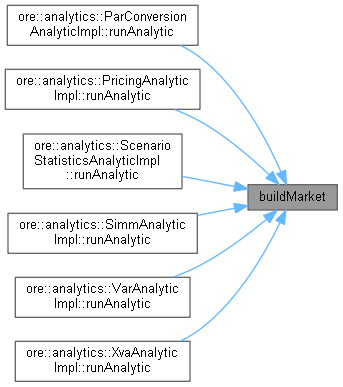 ore::analytics::ParConversion
AnalyticImpl::runAnalytic
ore::analytics::PricingAnalytic
Impl::runAnalytic
ore::analytics::Scenario
StatisticsAnalyticImpl
::runAnalytic
buildMarket
ore::analytics::SimmAnalytic
Impl::runAnalytic
ore::analytics::VarAnalytic
Impl::runAnalytic
ore::analytics::XvaAnalytic
Impl::runAnalytic